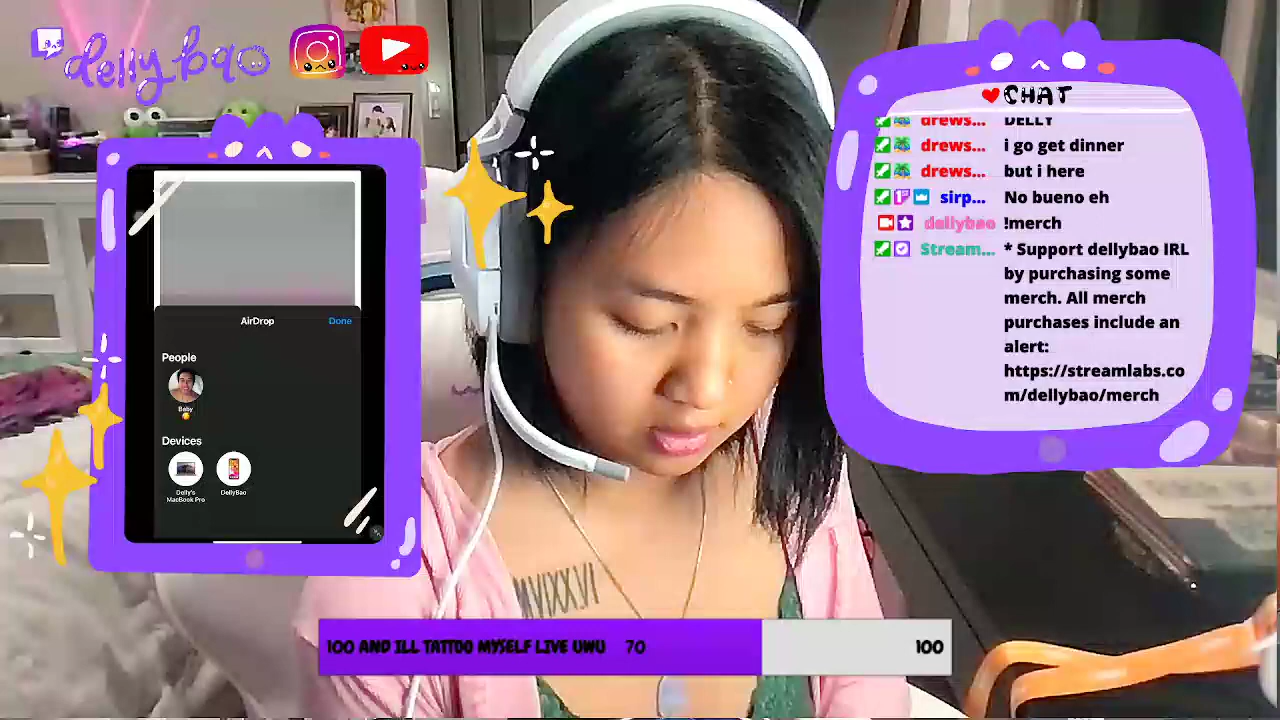 dellybao
AirDrop Done
People
Baby
Devices
Delly's
MacBook Pro
DellyBao
CHAT
drews... DELLY
drews... i go get dinner
drews... but i here
sirp... No bueno eh
dellybao !merch
Stream... * Support dellybao IRL
by purchasing some
merch. All merch
purchases include an
alert:
https://streamlabs.co
m/dellybao/merch
100 AND ILL TATTOO MYSELF LIVE UWU 70 100